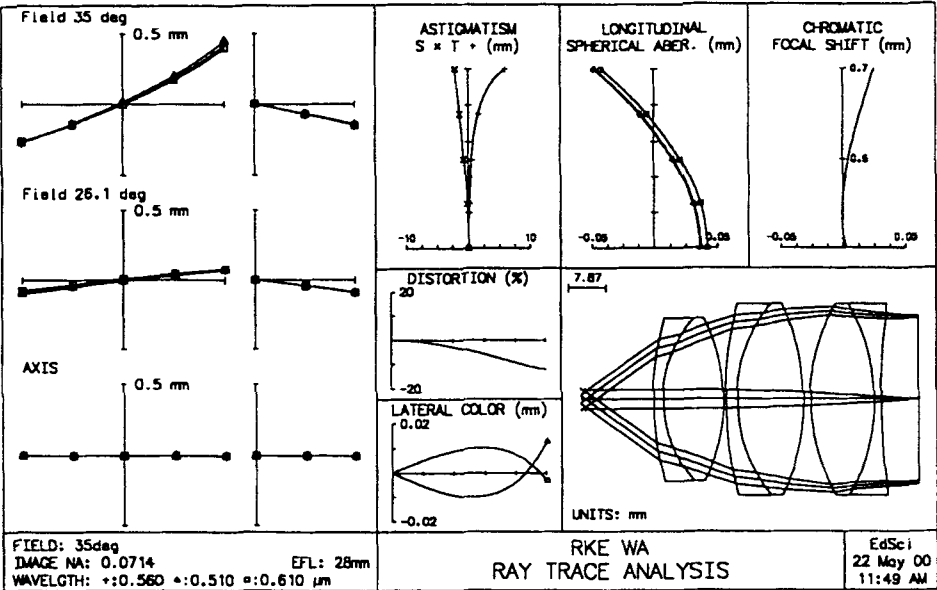 Field 35 deg
0.5 mm
Field 26.1 deg
0.5 mm
AXIS
0.5 mm
ASTIGMATISM
S × T + (mm)
-10
10
LONGITUDINAL
SPHERICAL ABER. (mm)
-0.05
0.05
CHROMATIC
FOCAL SHIFT (mm)
0.7
0.6
-0.05
0.05
DISTORTION (%)
20
-20
LATERAL COLOR (mm)
0.02
-0.02
7.87
UNITS: mm
FIELD: 35deg
IMAGE NA: 0.0714 EFL: 28mm
WAVELGTH: +:0.560 ▵:0.510 ▫:0.610 µm
RKE WA
RAY TRACE ANALYSIS
EdSci
22 May 00
11:49 AM